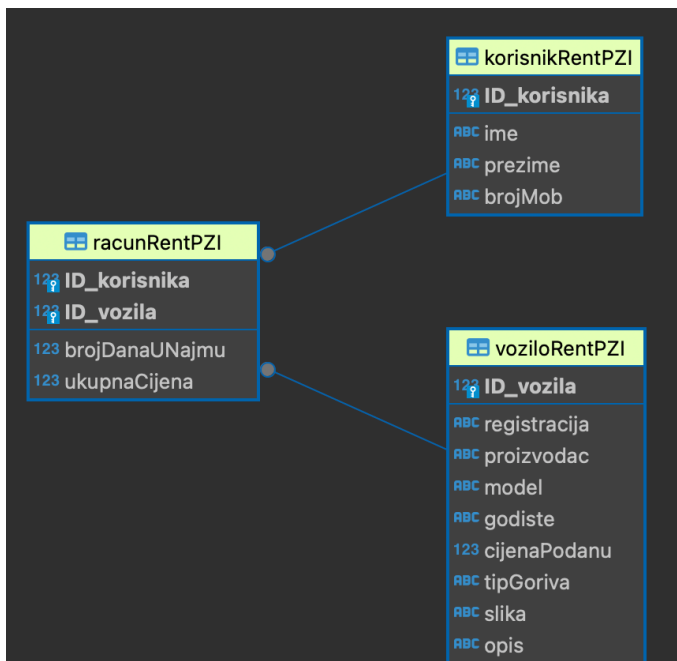 korisnikRentPZI
123 ID_korisnika
ABC ime
ABC prezime
ABC brojMob
racunRentPZI
123 ID_korisnika
123 ID_vozila
123 brojDanaUNajmu
123 ukupnaCijena
voziloRentPZI
123 ID_vozila
ABC registracija
ABC proizvodac
ABC model
ABC godiste
123 cijenaPodanu
ABC tipGoriva
ABC slika
ABC opis